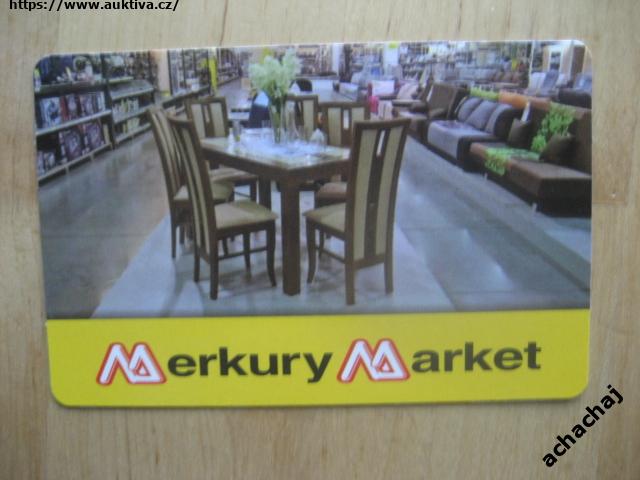 https://www.auktiva.cz/
Merkury Market
achachaj